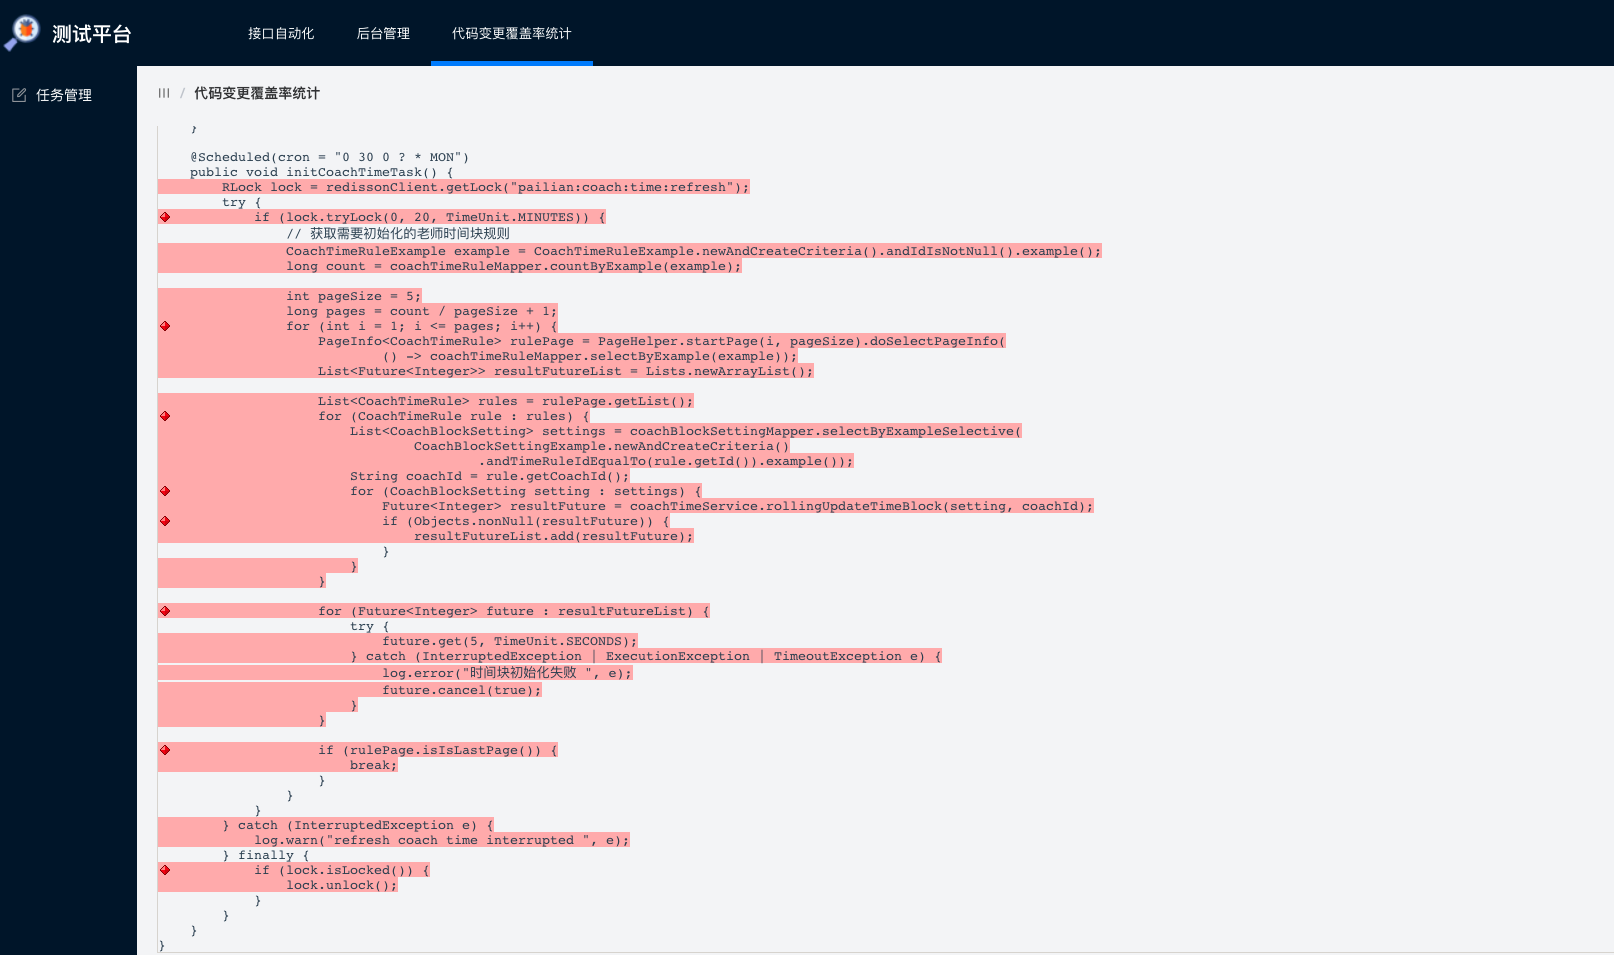 测试平台
接口自动化
后台管理
代码变更覆盖率统计
任务管理
/ 代码变更覆盖率统计
}
@Scheduled(cron = "0 30 0 ? * MON")
public void initCoachTimeTask() {
RLock lock = redissonClient.getLock("pailian:coach:time:refresh");
try {
if (lock.tryLock(0, 20, TimeUnit.MINUTES)) {
// 获取需要初始化的老师时间块规则
CoachTimeRuleExample example = CoachTimeRuleExample.newAndCreateCriteria().andIdIsNotNull().example();
long count = coachTimeRuleMapper.countByExample(example);
int pageSize = 5;
long pages = count / pageSize + 1;
for (int i = 1; i <= pages; i++) {
PageInfo<CoachTimeRule> rulePage = PageHelper.startPage(i, pageSize).doSelectPageInfo(
() -> coachTimeRuleMapper.selectByExample(example));
List<Future<Integer>> resultFutureList = Lists.newArrayList();
List<CoachTimeRule> rules = rulePage.getList();
for (CoachTimeRule rule : rules) {
List<CoachBlockSetting> settings = coachBlockSettingMapper.selectByExampleSelective(
CoachBlockSettingExample.newAndCreateCriteria()
.andTimeRuleIdEqualTo(rule.getId()).example());
String coachId = rule.getCoachId();
for (CoachBlockSetting setting : settings) {
Future<Integer> resultFuture = coachTimeService.rollingUpdateTimeBlock(setting, coachId);
if (Objects.nonNull(resultFuture)) {
resultFutureList.add(resultFuture);
}
}
}
for (Future<Integer> future : resultFutureList) {
try {
future.get(5, TimeUnit.SECONDS);
} catch (InterruptedException | ExecutionException | TimeoutException e) {
log.error("时间块初始化失败 ", e);
future.cancel(true);
}
}
if (rulePage.isIsLastPage()) {
break;
}
}
}
} catch (InterruptedException e) {
log.warn("refresh coach time interrupted ", e);
} finally {
if (lock.isLocked()) {
lock.unlock();
}
}
}
}